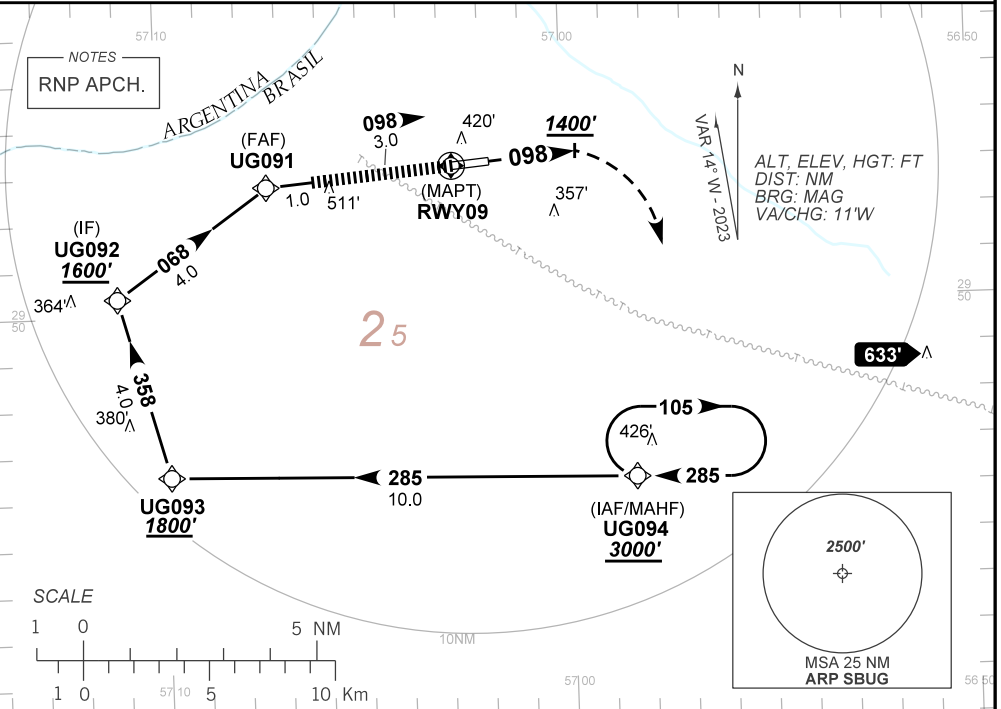 57 10
57 00
56 50
NOTES
RNP APCH.
ARGENTINA
BRASIL
098
3.0
420'
1400'
098
N
VAR 14° W - 2023
ALT, ELEV, HGT: FT
DIST: NM
BRG: MAG
VA/CHG: 11'W
(FAF)
UG091
1.0
511'
(MAPT)
RWY09
357'
(IF)
UG092
1600'
068
4.0
364'
29
50
29
50
25
633'
358
4.0
380'
105
426'
285
285
10.0
UG093
1800'
(IAF/MAHF)
UG094
3000'
2500'
MSA 25 NM
ARP SBUG
SCALE
1 0 5 NM
1 0 5 10 Km
10NM
57 10
57 00
56 50